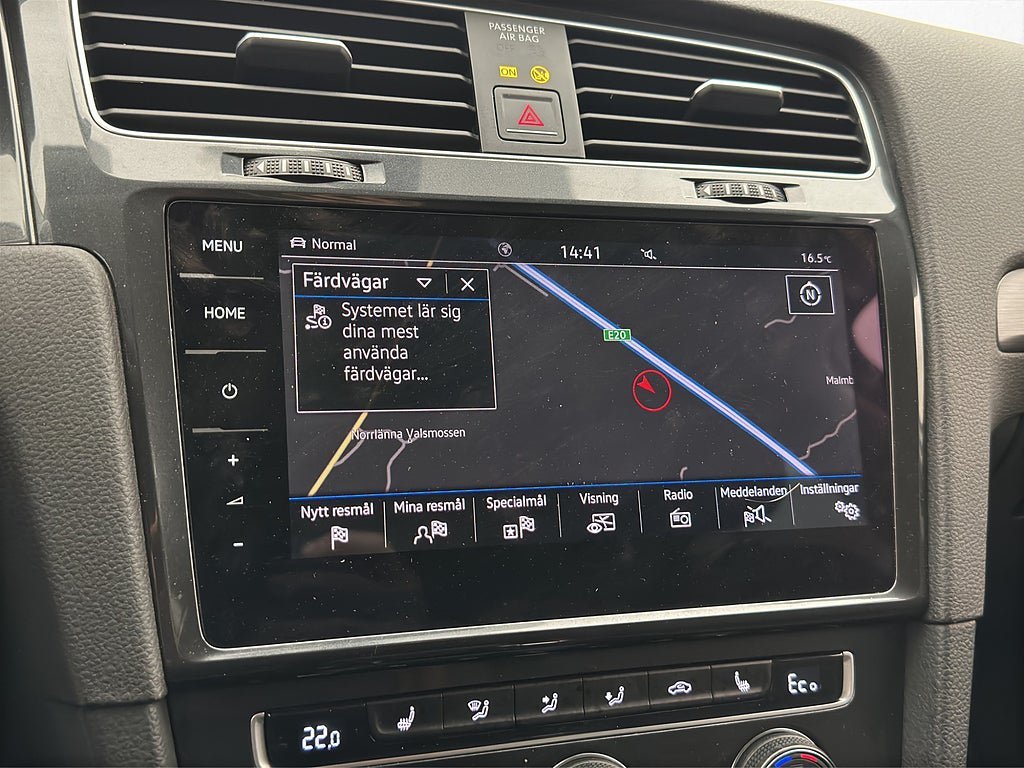 PASSENGER
AIR BAG
OFF
ON
MENU
HOME
Normal
14:41
16.5°C
Färdvägar
Systemet lär sig
dina mest
använda
färdvägar...
N
E20
Malmb
Norrlänna Valsmossen
Nytt resmål
Mina resmål
Specialmål
Visning
Radio
Meddelanden
Inställningar
22.0
Eco